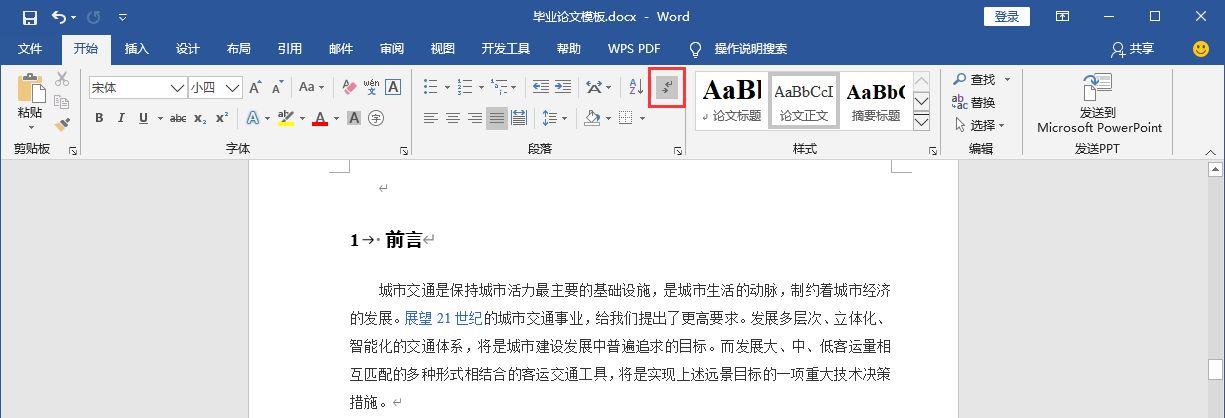 毕业论文模板.docx - Word
登录
文件 开始 插入 设计 布局 引用 邮件 审阅 视图 开发工具 帮助 WPS PDF 操作说明搜索 共享
宋体 小四 Aa wén A AaBl AaBbCcI AaBbC 查找
粘贴 论文标题 论文正文 摘要标题 替换
B I U abc x₂ x² A aby A A 字 选择 发送到
Microsoft PowerPoint
剪贴板 字体 段落 样式 编辑 发送PPT
1 前言
城市交通是保持城市活力最主要的基础设施，是城市生活的动脉，制约着城市经济
的发展。展望 21 世纪的城市交通事业，给我们提出了更高要求。发展多层次、立体化、
智能化的交通体系，将是城市建设发展中普遍追求的目标。而发展大、中、低客运量相
互匹配的多种形式相结合的客运交通工具，将是实现上述远景目标的一项重大技术决策
措施。